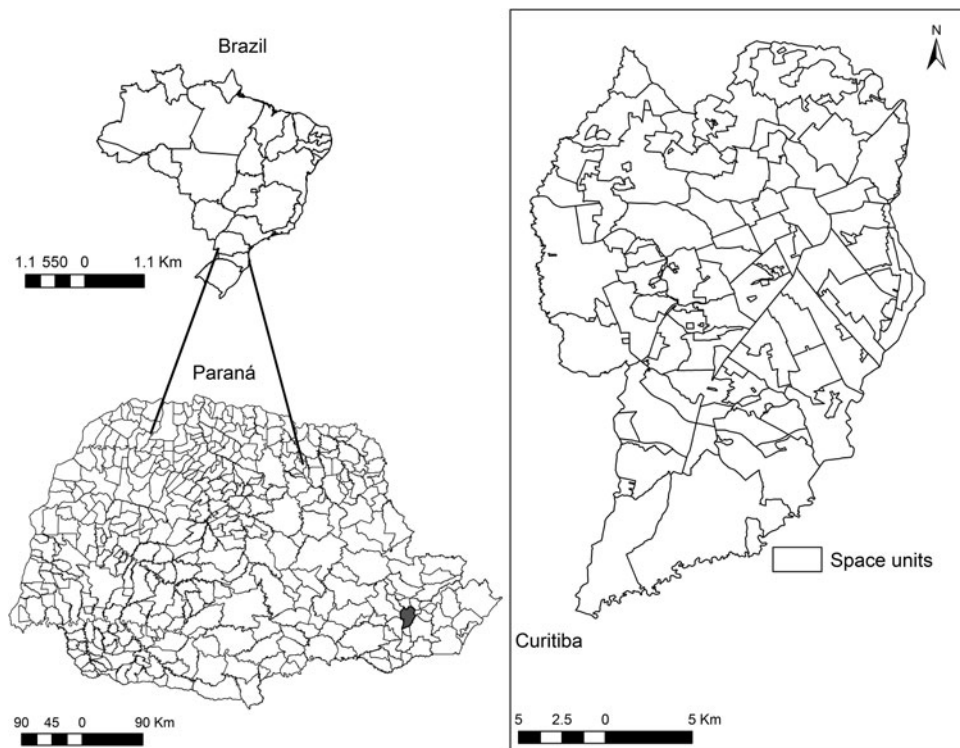 Brazil
1.1 550 0 1.1 Km
Paraná
90 45 0 90 Km
N
Space units
Curitiba
5 2.5 0 5 Km